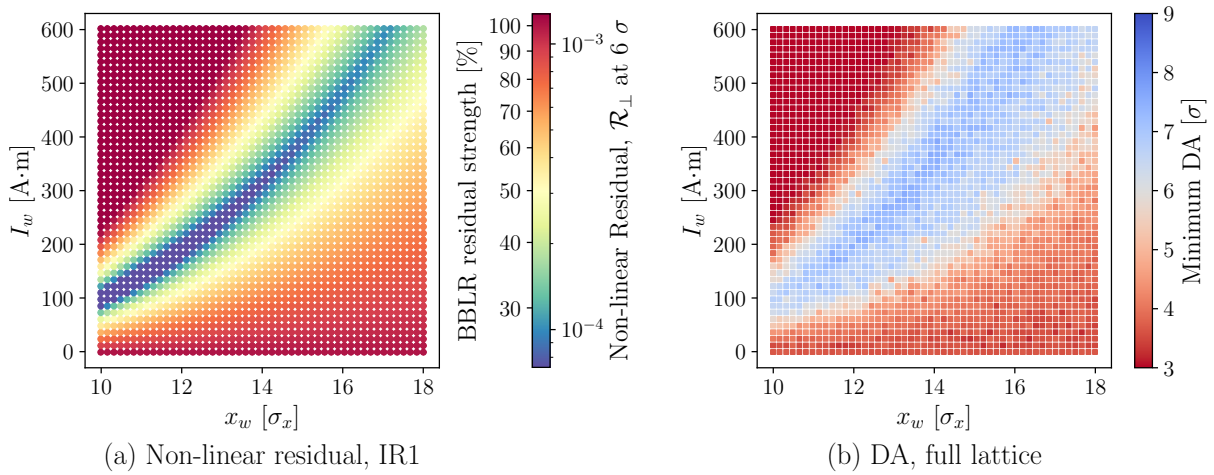 600
500
400
300
200
100
0
I_w [A·m]
10 12 14 16 18
x_w [σ_x]
100
90
80
70
60
50
40
30
BBLR residual strength [%]
10^{-3}
10^{-4}
Non-linear Residual, ℛ_⊥ at 6 σ
(a) Non-linear residual, IR1
600
500
400
300
200
100
0
I_w [A·m]
10 12 14 16 18
x_w [σ_x]
9
8
7
6
5
4
3
Minimum DA [σ]
(b) DA, full lattice